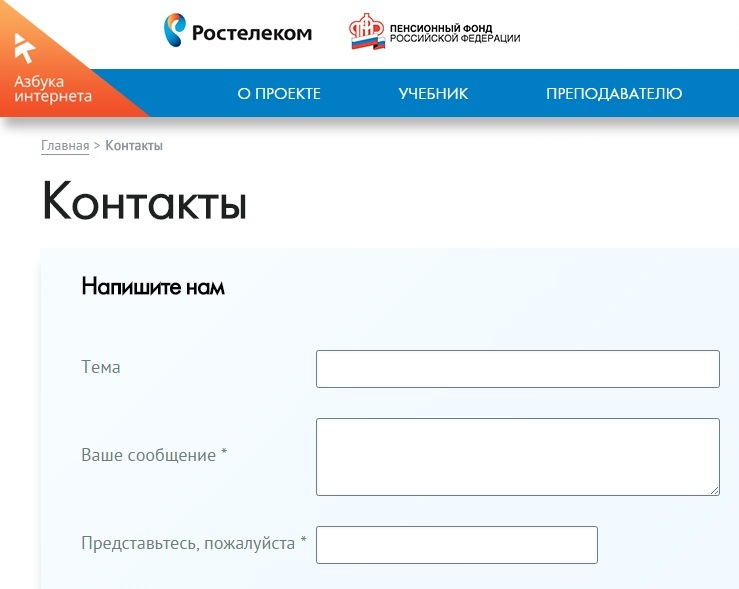 Ростелеком
ПЕНСИОННЫЙ ФОНД
РОССИЙСКОЙ ФЕДЕРАЦИИ
Азбука
интернета
О ПРОЕКТЕ УЧЕБНИК ПРЕПОДАВАТЕЛЮ
Главная > Контакты
Контакты
Напишите нам
Тема
Ваше сообщение *
Представьтесь, пожалуйста *